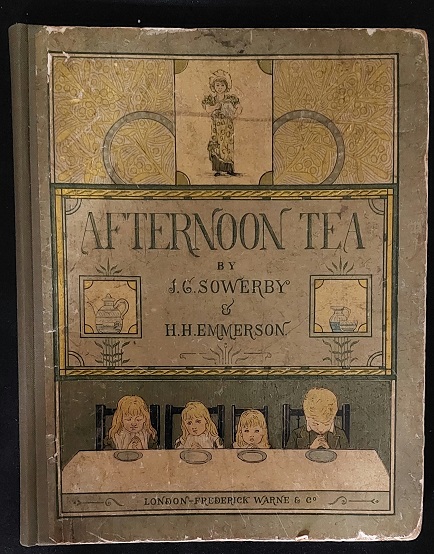 AFTERNOON TEA
BY
J.G. SOWERBY
&
H.H. EMMERSON
LONDON-FREDERICK WARNE & Co